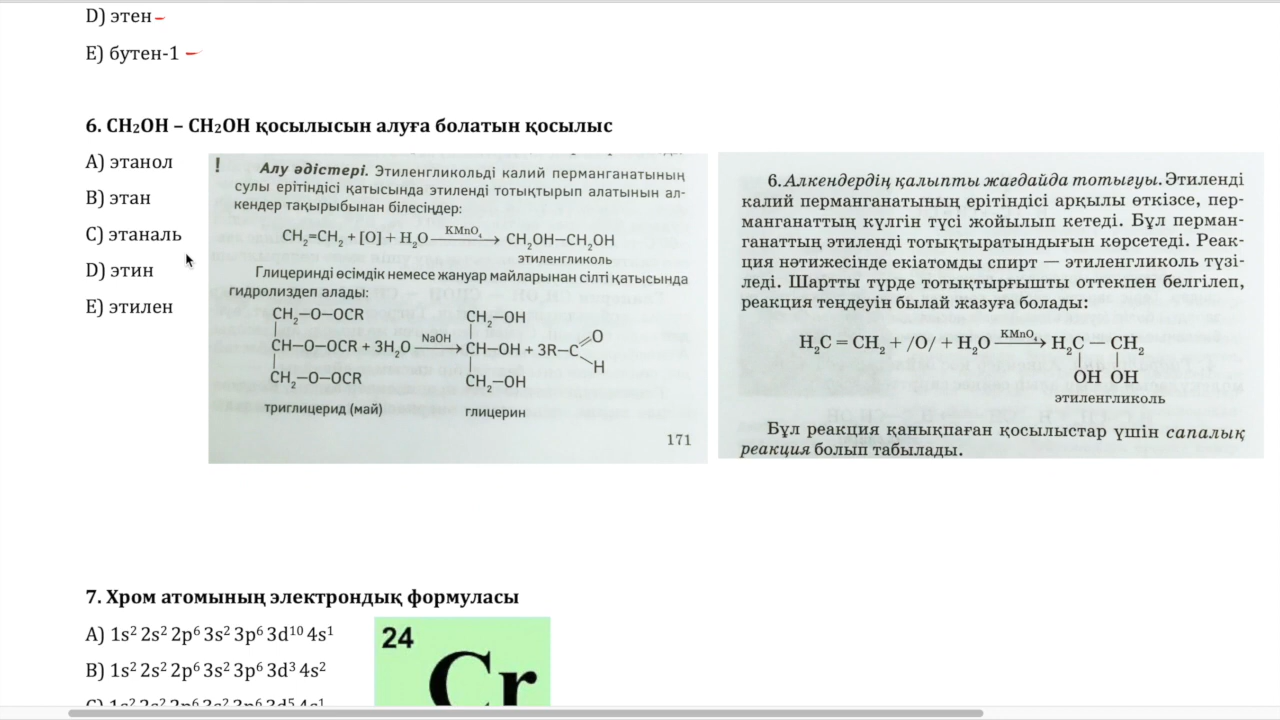 D) этен
E) бутен-1
6. CH₂OH – CH₂OH қосылысын алуға болатын қосылыс
A) этанол
B) этан
C) этаналь
D) этин
E) этилен
! Алу әдістері. Этиленгликольді калий перманганатының
сулы ерітіндісі қатысында этиленді тотықтырып алатынын ал-
кендер тақырыбынан білесіңдер:
CH₂=CH₂ + [O] + H₂O KMnO₄ → CH₂OH–CH₂OH
этиленгликоль
Глицеринді өсімдік немесе жануар майларынан сілті қатысында
гидролиздеп алады:
CH₂–O–OCR CH₂–OH
CH–O–OCR + 3H₂O NaOH → CH–OH + 3R–C O H
CH₂–O–OCR CH₂–OH
триглицерид (май) глицерин
171
6. Алкендердің қалыпты жағдайда тотығуы. Этиленді
калий перманганатының ерітіндісі арқылы өткізсе, пер-
манганаттың күлгін түсі жойылып кетеді. Бұл перман-
ганаттың этиленді тотықтыратындығын көрсетеді. Реак-
ция нәтижесінде екіатомды спирт — этиленгликоль түзі-
леді. Шартты түрде тотықтырғышты оттекпен белгілеп,
реакция теңдеуін былай жазуға болады:
H₂C = CH₂ + /O/ + H₂O KMnO₄ → H₂C – CH₂
OH OH
этиленгликоль
Бұл реакция қанықпаған қосылыстар үшін сапалық
реакция болып табылады.
7. Хром атомының электрондық формуласы
A) 1s² 2s² 2p⁶ 3s² 3p⁶ 3d¹⁰ 4s¹
B) 1s² 2s² 2p⁶ 3s² 3p⁶ 3d³ 4s²
C) 1s² 2s² 2p⁶ 3s² 3p⁶ 3d⁵ 4s¹
24
Cr